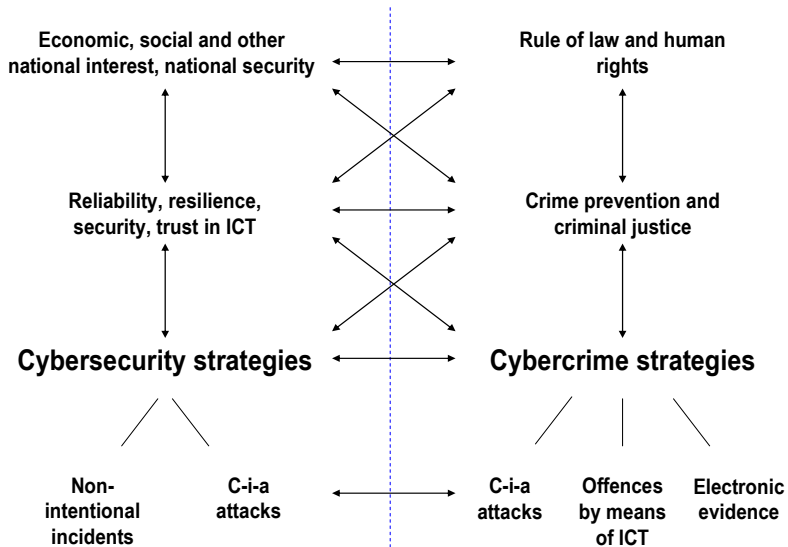 Economic, social and other
national interest, national security
Rule of law and human
rights
Reliability, resilience,
security, trust in ICT
Crime prevention and
criminal justice
Cybersecurity strategies
Cybercrime strategies
Non-
intentional
incidents
C-i-a
attacks
C-i-a
attacks
Offences
by means
of ICT
Electronic
evidence